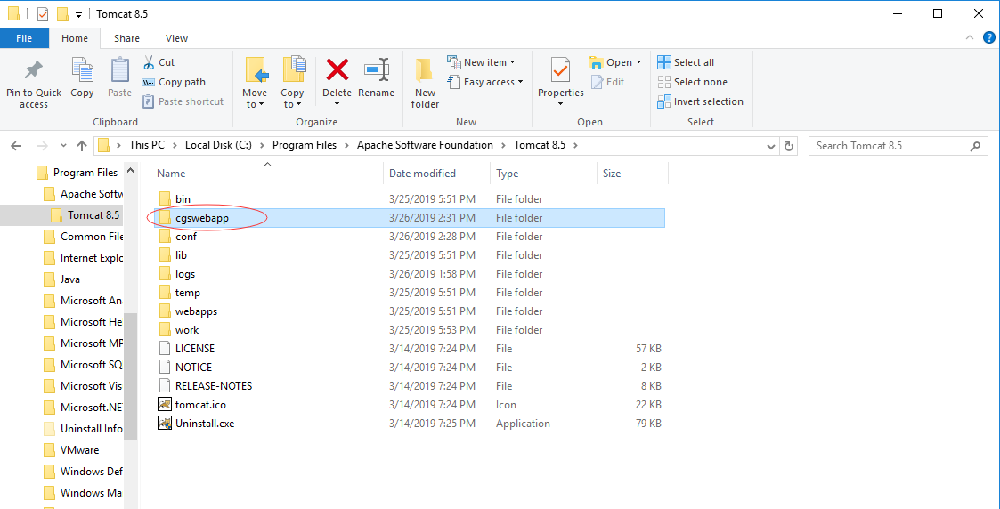 Tomcat 8.5
File Home Share View
Pin to Quick access
Copy
Paste
Cut
Copy path
Paste shortcut
Clipboard
Move to
Copy to
Delete
Rename
Organize
New folder
New item
Easy access
New
Properties
Open
Edit
Open
Select all
Select none
Invert selection
Select
This PC Local Disk (C:) Program Files Apache Software Foundation Tomcat 8.5
Search Tomcat 8.5
Program Files
Apache Softw
Tomcat 8.5
Common File
Internet Explo
Java
Microsoft An
Microsoft He
Microsoft MP
Microsoft SQ
Microsoft Vis
Microsoft.NE
Uninstall Info
VMware
Windows Def
Windows Ma
Name Date modified Type Size
bin 3/25/2019 5:51 PM File folder
cgswebapp 3/26/2019 2:31 PM File folder
conf 3/26/2019 2:28 PM File folder
lib 3/25/2019 5:51 PM File folder
logs 3/26/2019 1:58 PM File folder
temp 3/25/2019 5:51 PM File folder
webapps 3/25/2019 5:51 PM File folder
work 3/25/2019 5:53 PM File folder
LICENSE 3/14/2019 7:24 PM File 57 KB
NOTICE 3/14/2019 7:24 PM File 2 KB
RELEASE-NOTES 3/14/2019 7:24 PM File 8 KB
tomcat.ico 3/14/2019 7:24 PM Icon 22 KB
Uninstall.exe 3/14/2019 7:25 PM Application 79 KB